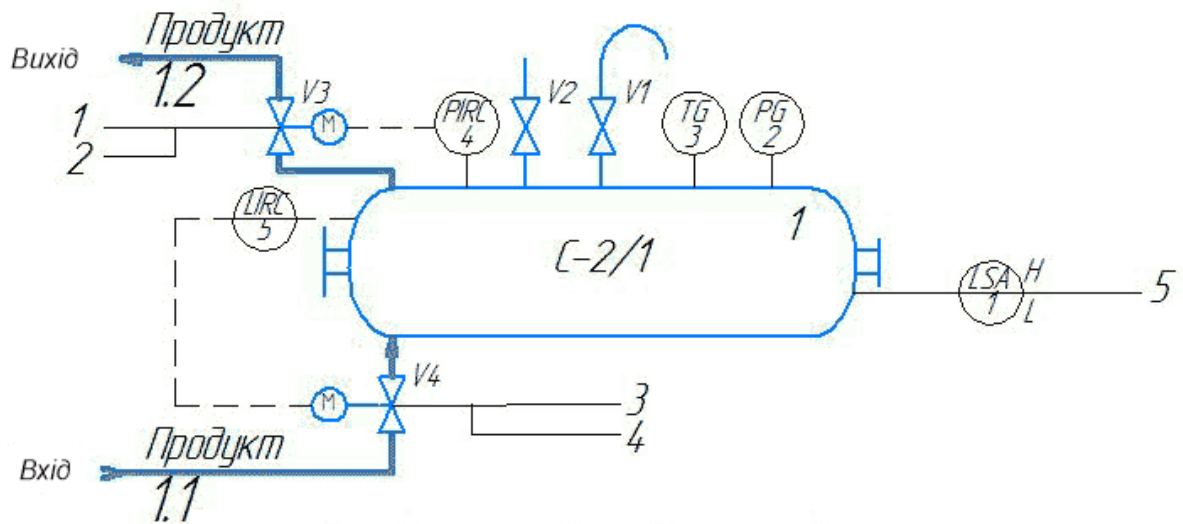 Продукт
Вихід
1.2
V3
V2
V1
1
2
M
PIRC
4
TG
3
PG
2
LIRC
5
1
С-2/1
LSA
1
H
L
5
V4
M
3
4
Продукт
Вхід
1.1